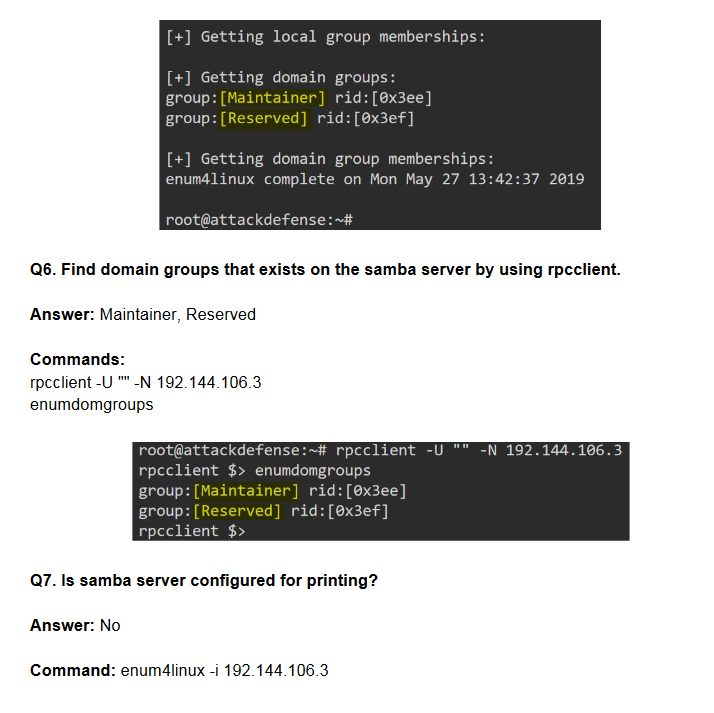 [+] Getting local group memberships:
[+] Getting domain groups:
group:[Maintainer] rid:[0x3ee]
group:[Reserved] rid:[0x3ef]
[+] Getting domain group memberships:
enum4linux complete on Mon May 27 13:42:37 2019
root@attackdefense:~#
Q6. Find domain groups that exists on the samba server by using rpcclient.
Answer: Maintainer, Reserved
Commands:
rpcclient -U "" -N 192.144.106.3
enumdomgroups
root@attackdefense:~# rpcclient -U "" -N 192.144.106.3
rpcclient $> enumdomgroups
group:[Maintainer] rid:[0x3ee]
group:[Reserved] rid:[0x3ef]
rpcclient $>
Q7. Is samba server configured for printing?
Answer: No
Command: enum4linux -i 192.144.106.3